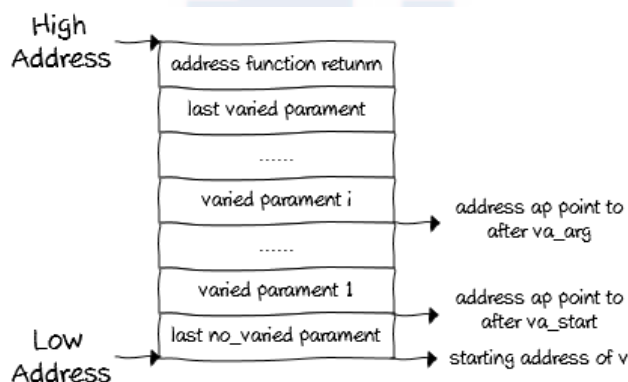 High
Address
address function retunrn
last varied parament
......
varied parament i
address ap point to
after va_arg
......
varied parament 1
address ap point to
after va_start
last no_varied parament
Low
Address
starting address of v